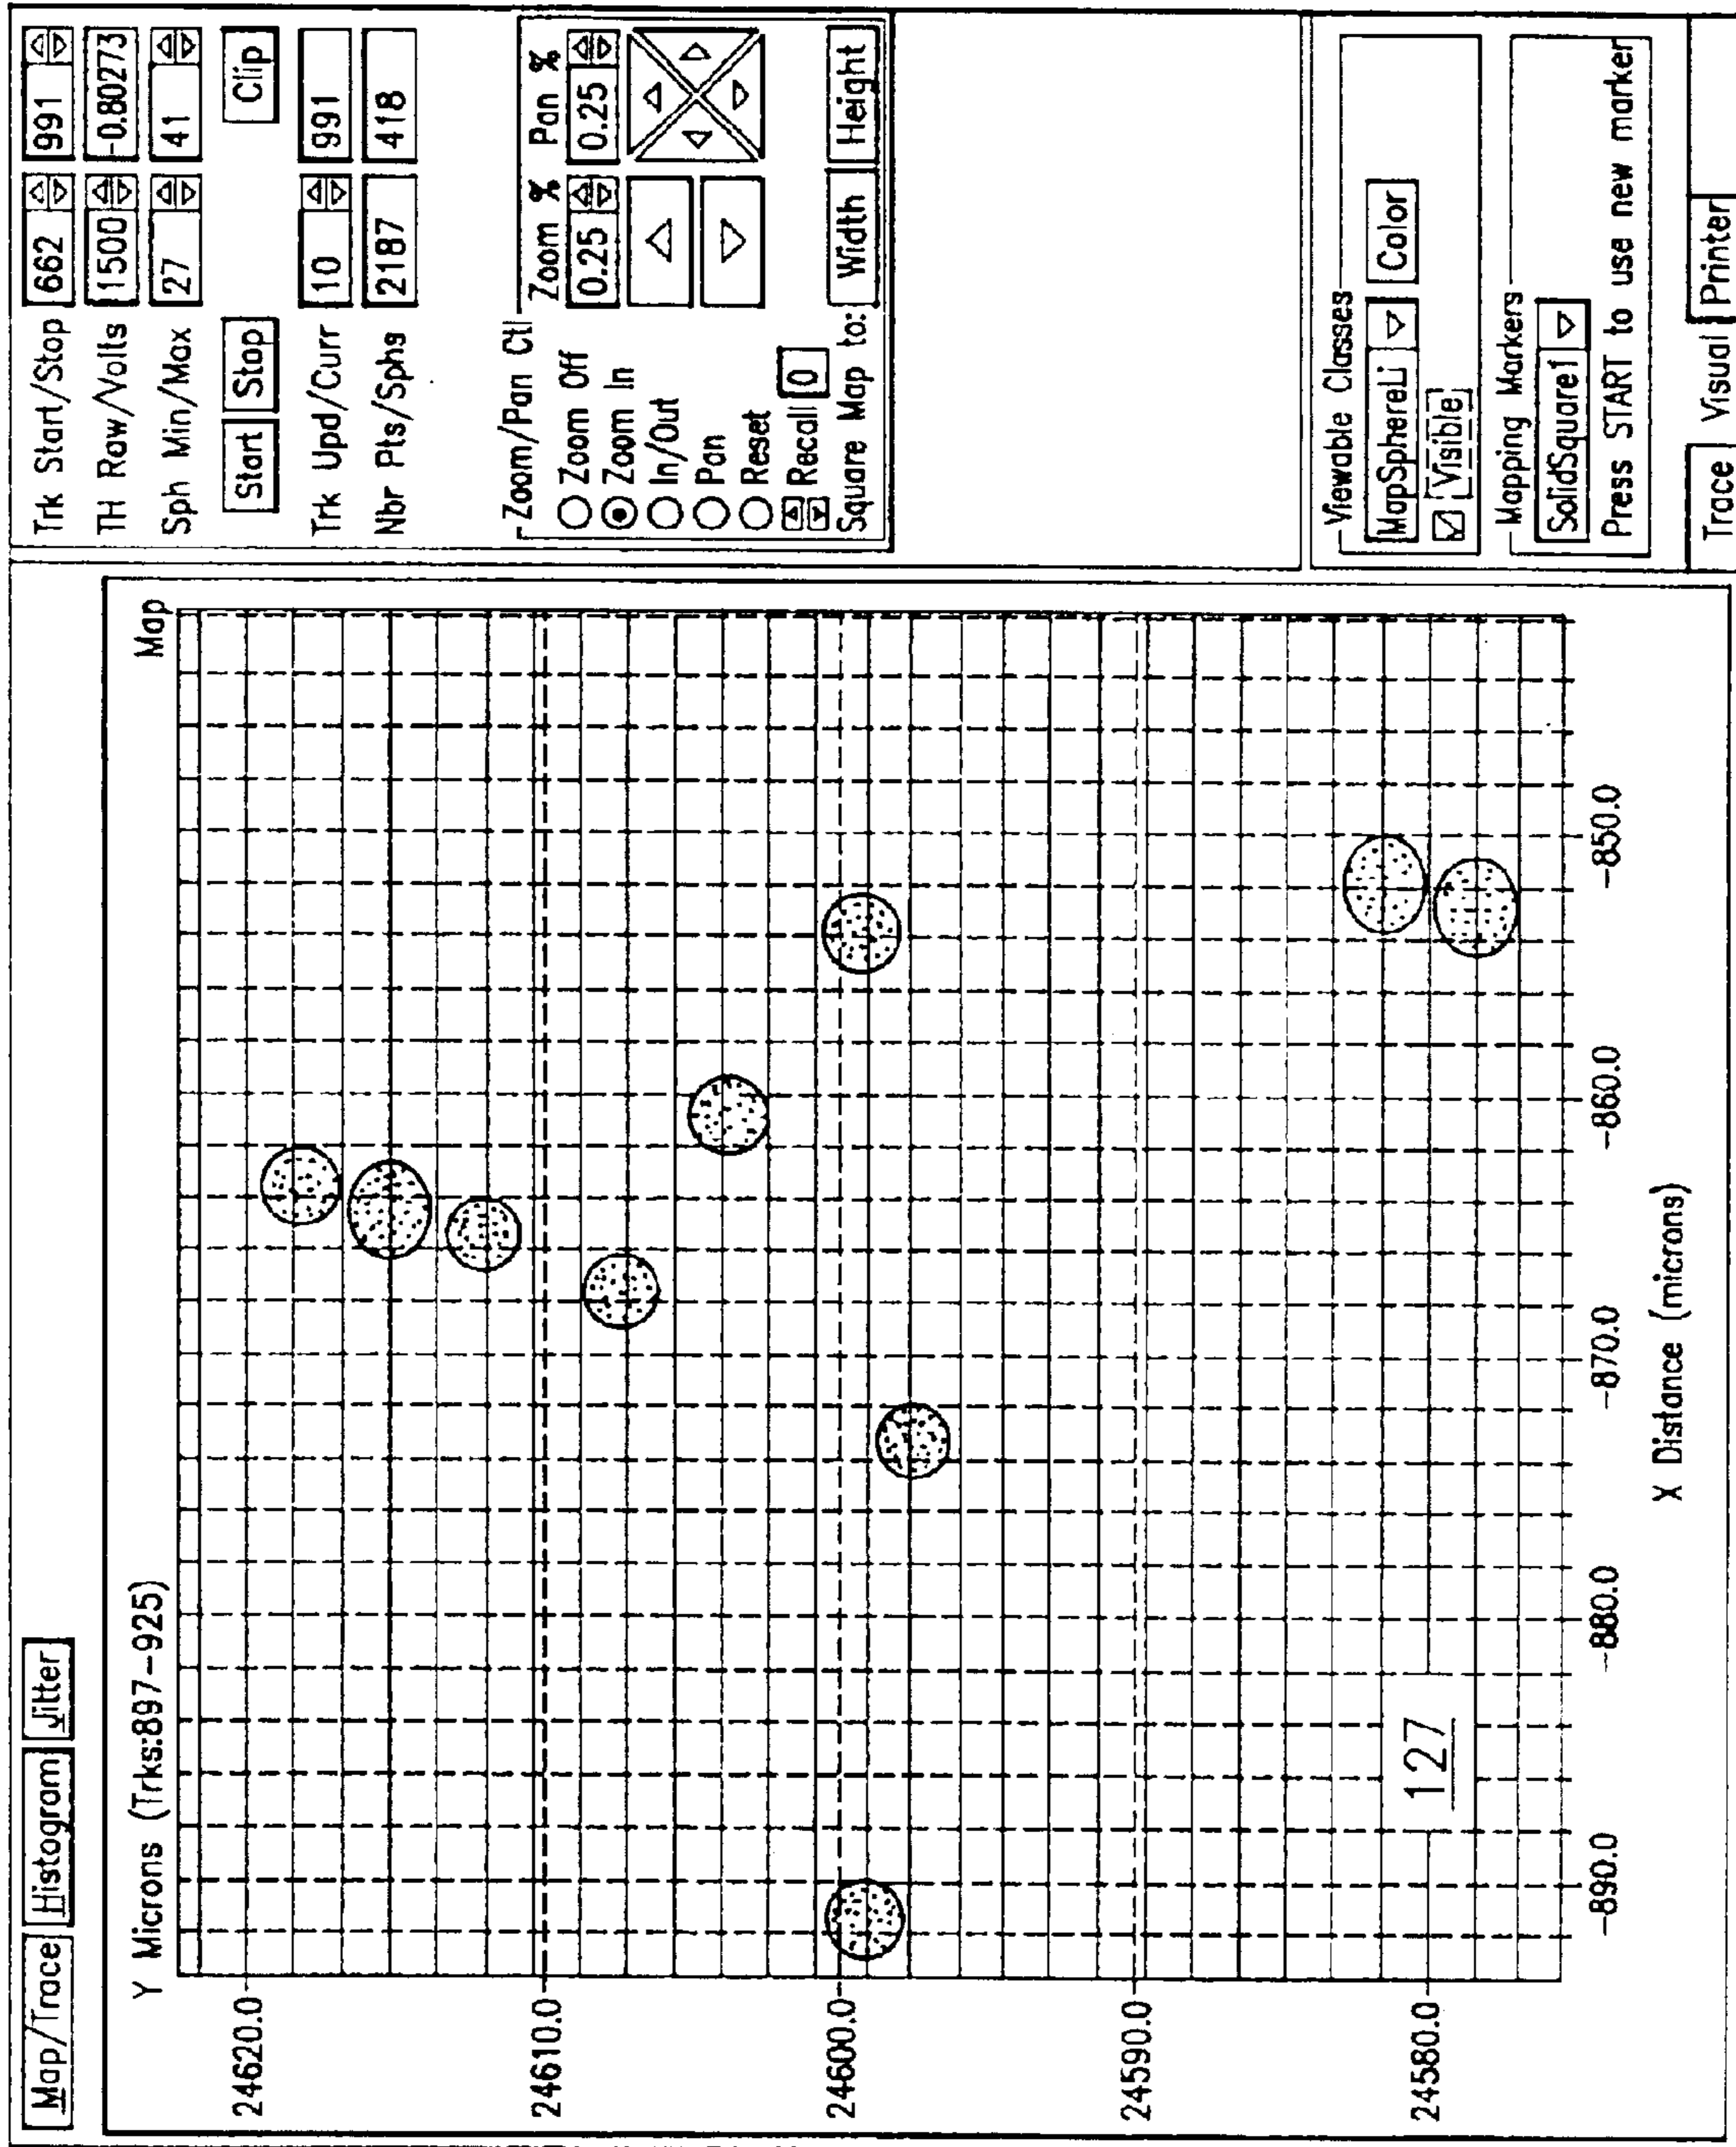 Map/Trace Histogram Jitter
Y Microns (Trks:897-925) Map
24620.0
24610.0
24600.0
24590.0
24580.0
127
-890.0 -880.0 -870.0 -860.0 -850.0
X Distance (microns)
Trk Start/Stop 662 991
TH Raw/Volts 1500 -0.80273
Sph Min/Max 27 41
Start Stop Clip
Trk Upd/Curr 10 991
Nbr Pts/Sphs 2187 418
Zoom/Pan Ctl
Zoom % Pan %
Zoom Off 0.25 0.25
Zoom In
In/Out
Pan
Reset
Recall 0
Square Map to: Width Height
Viewable Classes
MapSphereLi Color
Visible
Mapping Markers
SolidSquare1
Press START to use new marker
Trace Visual Printer